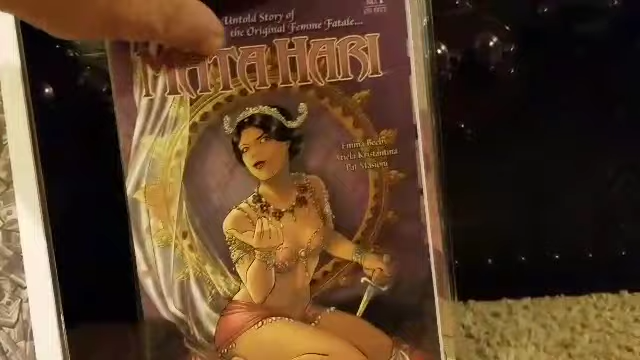 Untold Story of
the Original Femme Fatale...
MATA HARI
Emma Beeby
Ariela Kristantina
Pat Masioni